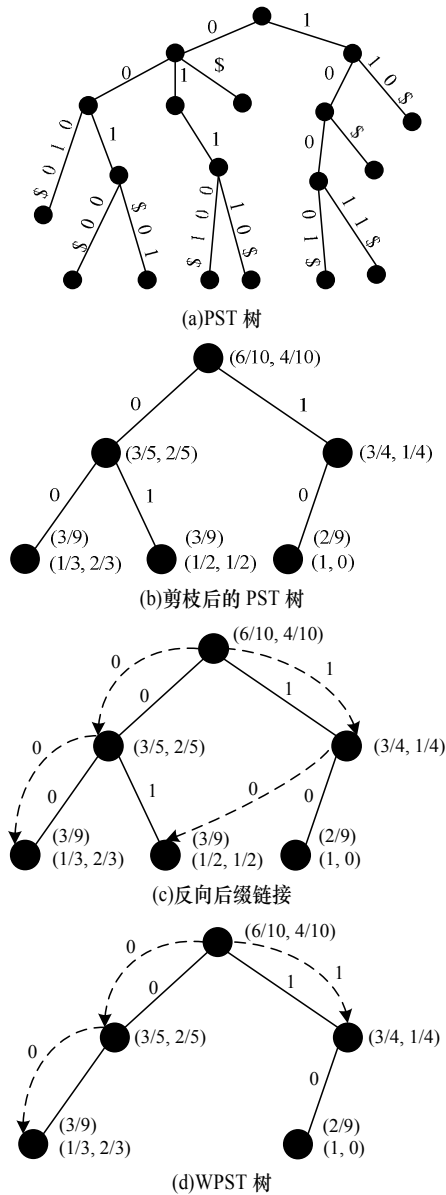 0 1
0 1 $ 0 1 0 $
$ 0 1 0 1 1 0 $
$ 0 0 $ 0 1 $ 1 0 0 1 0 $ 0 1 $ 1 1 $
(a)PST 树
(6/10, 4/10)
0 1
(3/5, 2/5) (3/4, 1/4)
0 1 0
(3/9) (3/9) (2/9)
(1/3, 2/3) (1/2, 1/2) (1, 0)
(b)剪枝后的 PST 树
(6/10, 4/10)
0 0 1 1
(3/5, 2/5) (3/4, 1/4)
0 0 1 0 0
(3/9) (3/9) (2/9)
(1/3, 2/3) (1/2, 1/2) (1, 0)
(c)反向后缀链接
(6/10, 4/10)
0 0 1 1
(3/5, 2/5) (3/4, 1/4)
0 0
(3/9) (2/9)
(1/3, 2/3) (1, 0)
(d)WPST 树